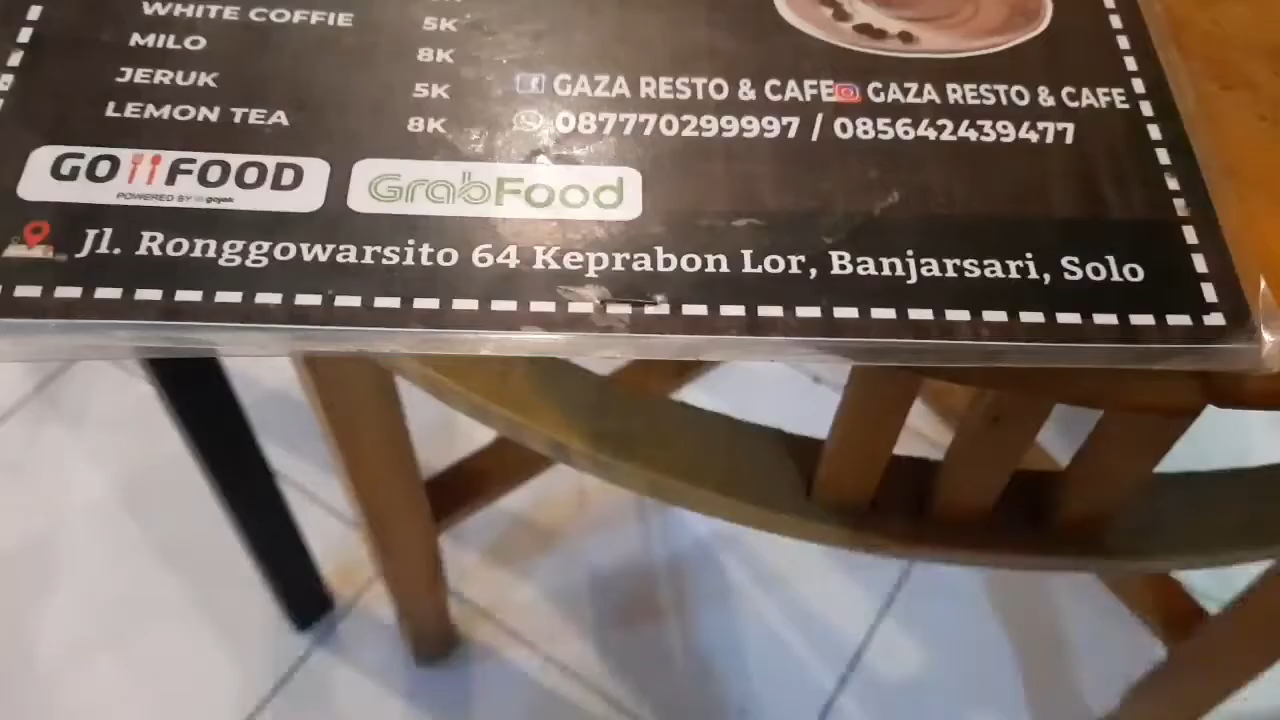 WHITE COFFIE 5K
MILO 8K
JERUK 5K
LEMON TEA 8K
GAZA RESTO & CAFE GAZA RESTO & CAFE
087770299997 / 085642439477
GO FOOD
POWERED BY gojek
GrabFood
Jl. Ronggowarsito 64 Keprabon Lor, Banjarsari, Solo